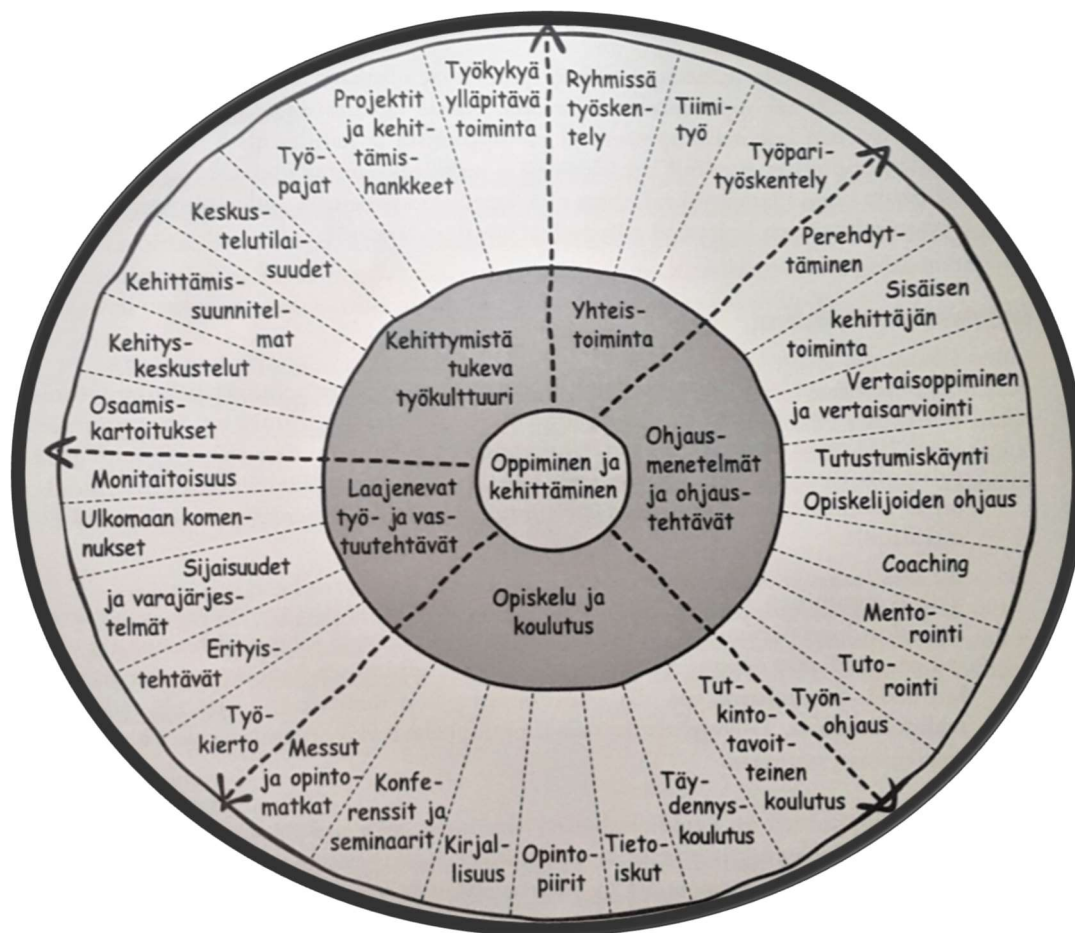 Oppiminen ja
kehittäminen
Yhteis-
toiminta
Ryhmissä
työsken-
tely
Tiimi-
työ
Työpari-
työskentely
Ohjaus-
menetelmät
ja ohjaus-
tehtävät
Perehdyt-
täminen
Sisäisen
kehittäjän
toiminta
Vertaisoppiminen
ja vertaisarviointi
Tutustumiskäynti
Opiskelijoiden ohjaus
Coaching
Mento-
rointi
Tuto-
rointi
Työn-
ohjaus
Opiskelu ja
koulutus
Tut-
kinto-
tavoit-
teinen
koulutus
Täy-
dennys-
koulutus
Tieto-
iskut
Opinto-
piirit
Kirjal-
lisuus
Konfe-
renssit ja
seminaarit
Messut
ja opinto-
matkat
Laajenevat
työ- ja vas-
tuutehtävät
Työ-
kierto
Erityis-
tehtävät
Sijaisuudet
ja varajärjes-
telmät
Ulkomaan komen-
nukset
Monitaitoisuus
Kehittymistä
tukeva
työkulttuuri
Osaamis-
kartoitukset
Kehitys-
keskustelut
Kehittämis-
suunnitel-
mat
Keskus-
telutilai-
suudet
Työ-
pajat
Projektit
ja kehit-
tämis-
hankkeet
Työkykyä
ylläpitävä
toiminta